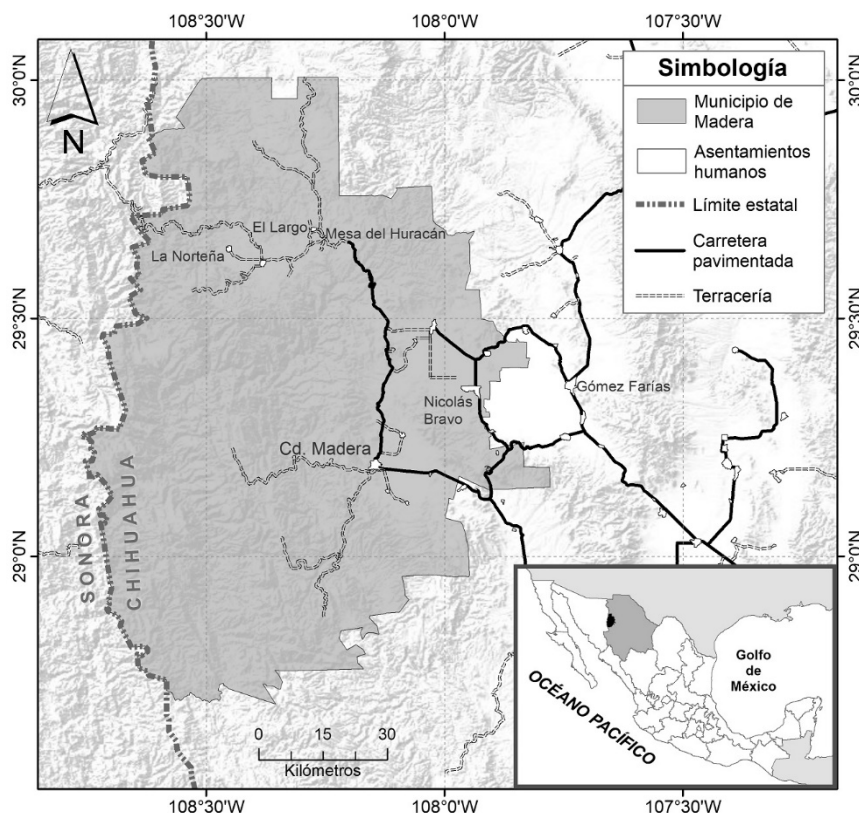 108°30'W
108°0'W
107°30'W
30°0'N
30°0'N
N
Simbología
Municipio de
Madera
Asentamientos
humanos
Límite estatal
Carretera
pavimentada
Terracería
El Largo
Mesa del Huracán
La Norteña
29°30'N
29°30'N
Nicolás
Bravo
Gómez Farías
Cd. Madera
29°0'N
29°0'N
SONORA
CHIHUAHUA
0
15
30
Kilómetros
Golfo
de
México
OCÉANO PACÍFICO
108°30'W
108°0'W
107°30'W